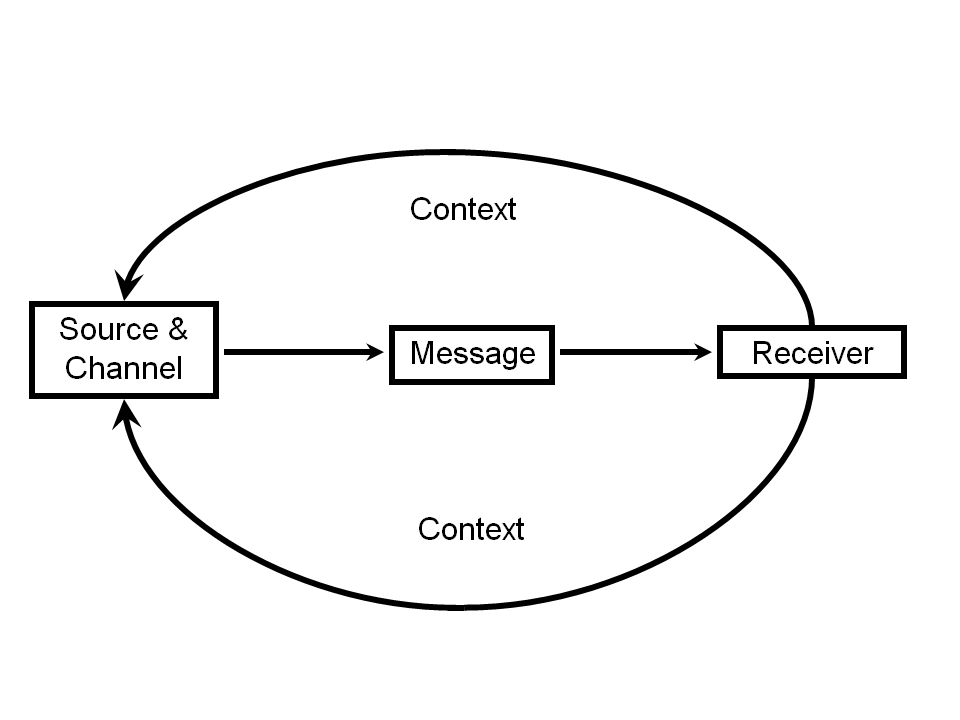 Context
Source &
Channel
Message
Receiver
Context